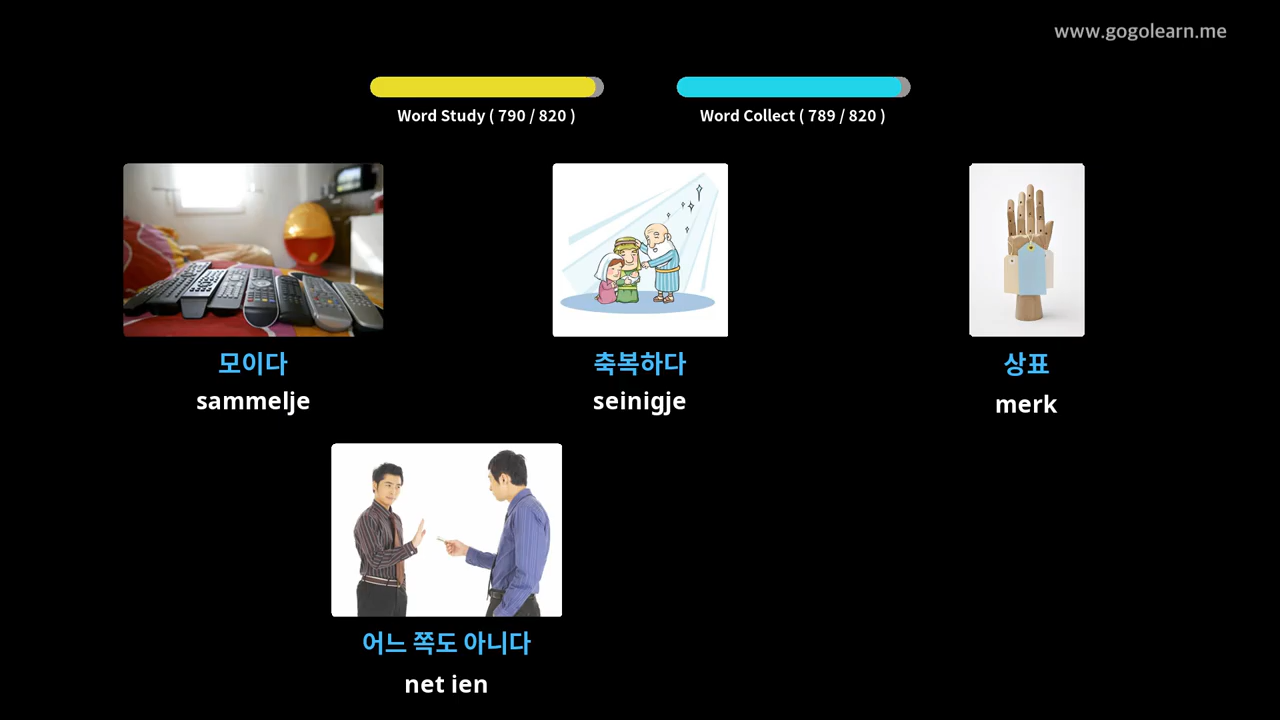 www.gogolearn.me
Word Study ( 790 / 820 )
Word Collect ( 789 / 820 )
모이다
sammelje
축복하다
seinigje
상표
merk
어느 쪽도 아니다
net ien